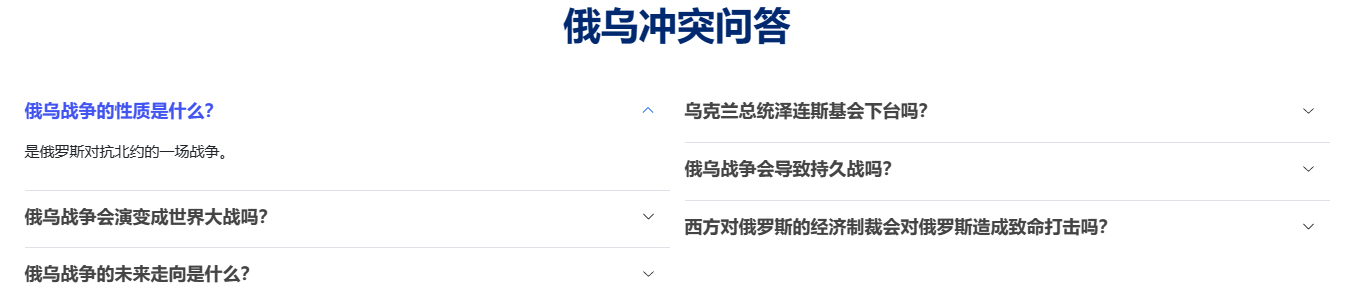 俄乌冲突问答
俄乌战争的性质是什么？
是俄罗斯对抗北约的一场战争。
俄乌战争会演变成世界大战吗？
俄乌战争的未来走向是什么？
乌克兰总统泽连斯基会下台吗？
俄乌战争会导致持久战吗？
西方对俄罗斯的经济制裁会对俄罗斯造成致命打击吗？